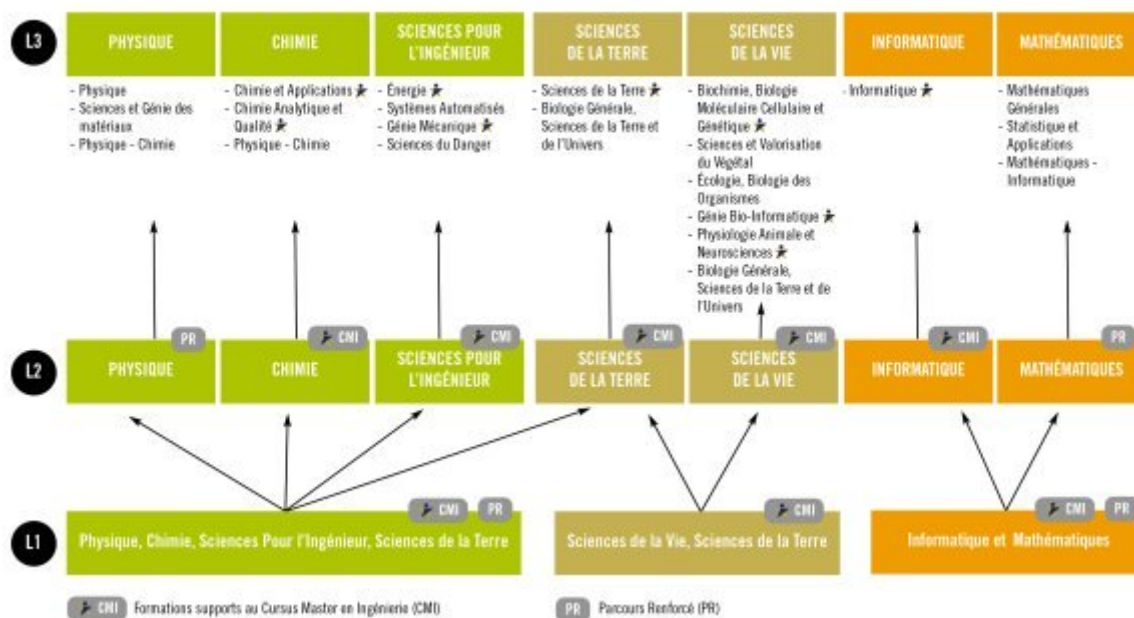 L3
PHYSIQUE
CHIMIE
SCIENCES POUR
L'INGÉNIEUR
SCIENCES
DE LA TERRE
SCIENCES
DE LA VIE
INFORMATIQUE
MATHÉMATIQUES
- Physique
- Sciences et Génie des
matériaux
- Physique - Chimie
- Chimie et Applications
- Chimie Analytique et
Qualité
- Physique - Chimie
- Énergie
- Systèmes Automatisés
- Génie Mécanique
- Sciences du Danger
- Sciences de la Terre
- Biologie Générale,
Sciences de la Terre et
de l'Univers
- Biochimie, Biologie
Moléculaire Cellulaire et
Génétique
- Sciences et Valorisation
du Végétal
- Écologie, Biologie des
Organismes
- Génie Bio-Informatique
- Physiologie Animale et
Neurosciences
- Biologie Générale,
Sciences de la Terre et de
l'Univers
- Informatique
- Mathématiques
Générales
- Statistique et
Applications
- Mathématiques -
Informatique
L2
PR
PHYSIQUE
CMI
CHIMIE
CMI
SCIENCES POUR
L'INGÉNIEUR
CMI
SCIENCES
DE LA TERRE
CMI
SCIENCES
DE LA VIE
CMI
INFORMATIQUE
PR
MATHÉMATIQUES
L1
CMI PR
Physique, Chimie, Sciences Pour l'Ingénieur, Sciences de la Terre
CMI
Sciences de la Vie, Sciences de la Terre
CMI PR
Informatique et Mathématiques
CMI Formations supports au Cursus Master en Ingénierie (CMI)
PR Parcours Renforcé (PR)